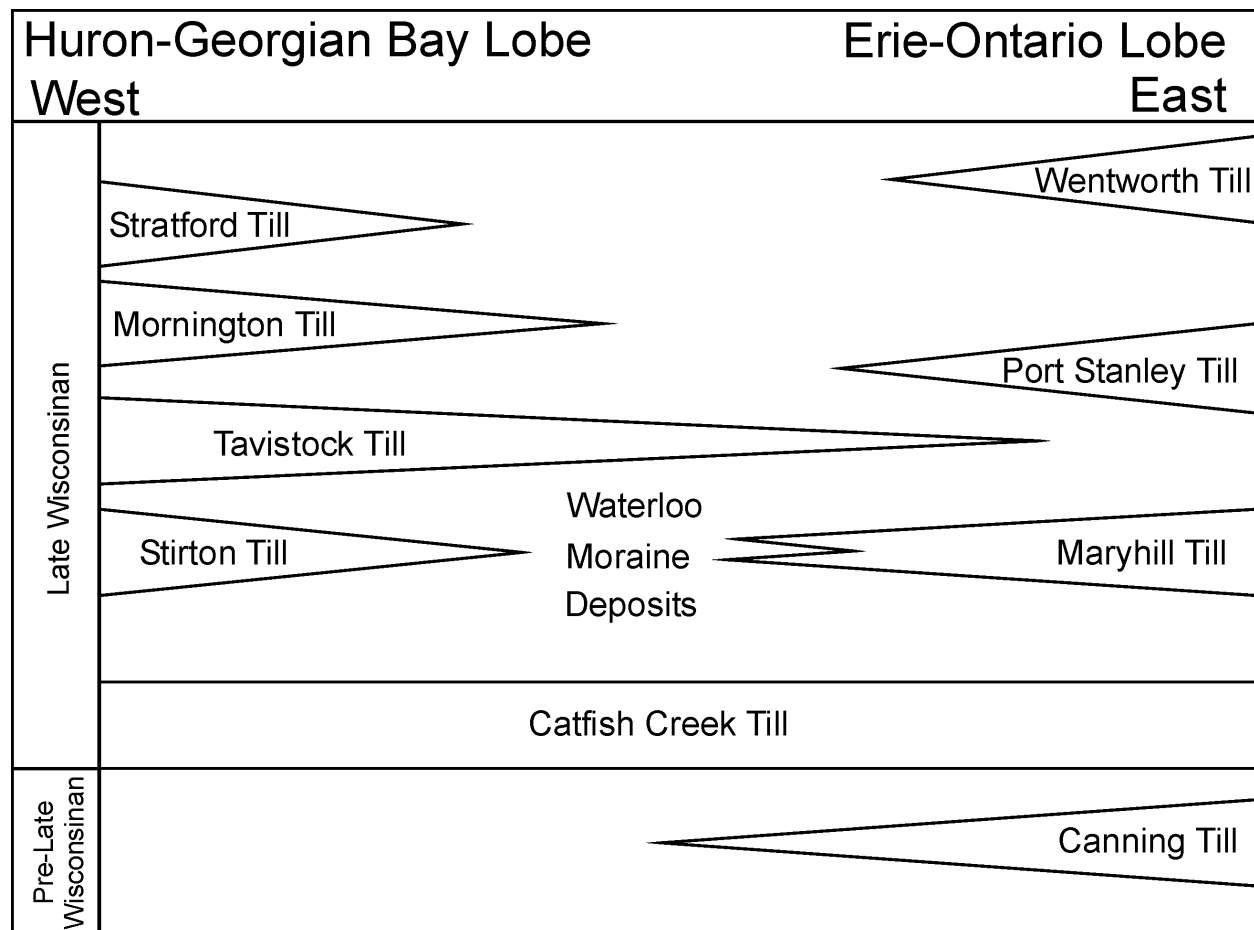 Huron-Georgian Bay Lobe
West
Erie-Ontario Lobe
East
Late Wisconsinan
Wentworth Till
Stratford Till
Mornington Till
Port Stanley Till
Tavistock Till
Waterloo
Moraine
Deposits
Stirton Till
Maryhill Till
Catfish Creek Till
Pre-Late
Wisconsinan
Canning Till